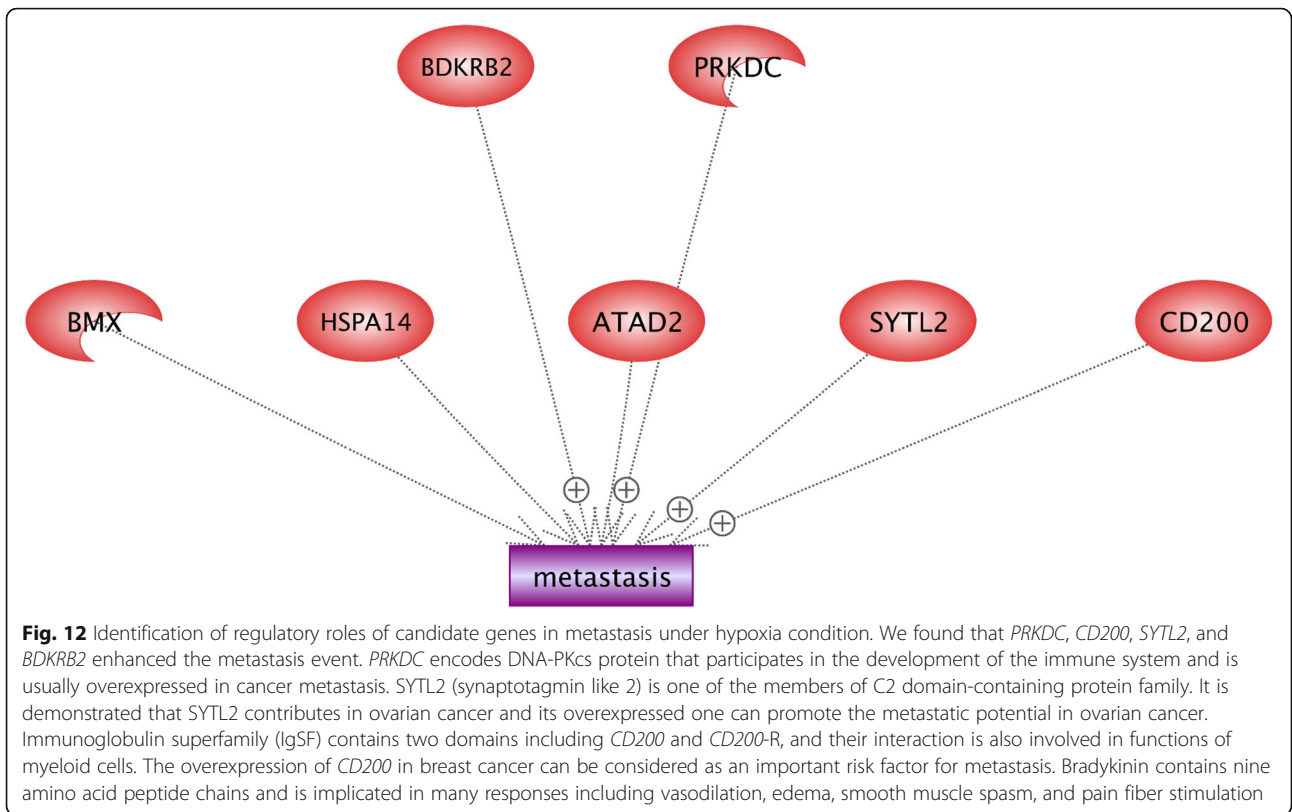 BDKRB2
PRKDC
BMX
HSPA14
ATAD2
SYTL2
CD200
+
+
+
+
metastasis
Fig. 12 Identification of regulatory roles of candidate genes in metastasis under hypoxia condition. We found that PRKDC, CD200, SYTL2, and
BDKRB2 enhanced the metastasis event. PRKDC encodes DNA-PKcs protein that participates in the development of the immune system and is
usually overexpressed in cancer metastasis. SYTL2 (synaptotagmin like 2) is one of the members of C2 domain-containing protein family. It is
demonstrated that SYTL2 contributes in ovarian cancer and its overexpressed one can promote the metastatic potential in ovarian cancer.
Immunoglobulin superfamily (IgSF) contains two domains including CD200 and CD200-R, and their interaction is also involved in functions of
myeloid cells. The overexpression of CD200 in breast cancer can be considered as an important risk factor for metastasis. Bradykinin contains nine
amino acid peptide chains and is implicated in many responses including vasodilation, edema, smooth muscle spasm, and pain fiber stimulation